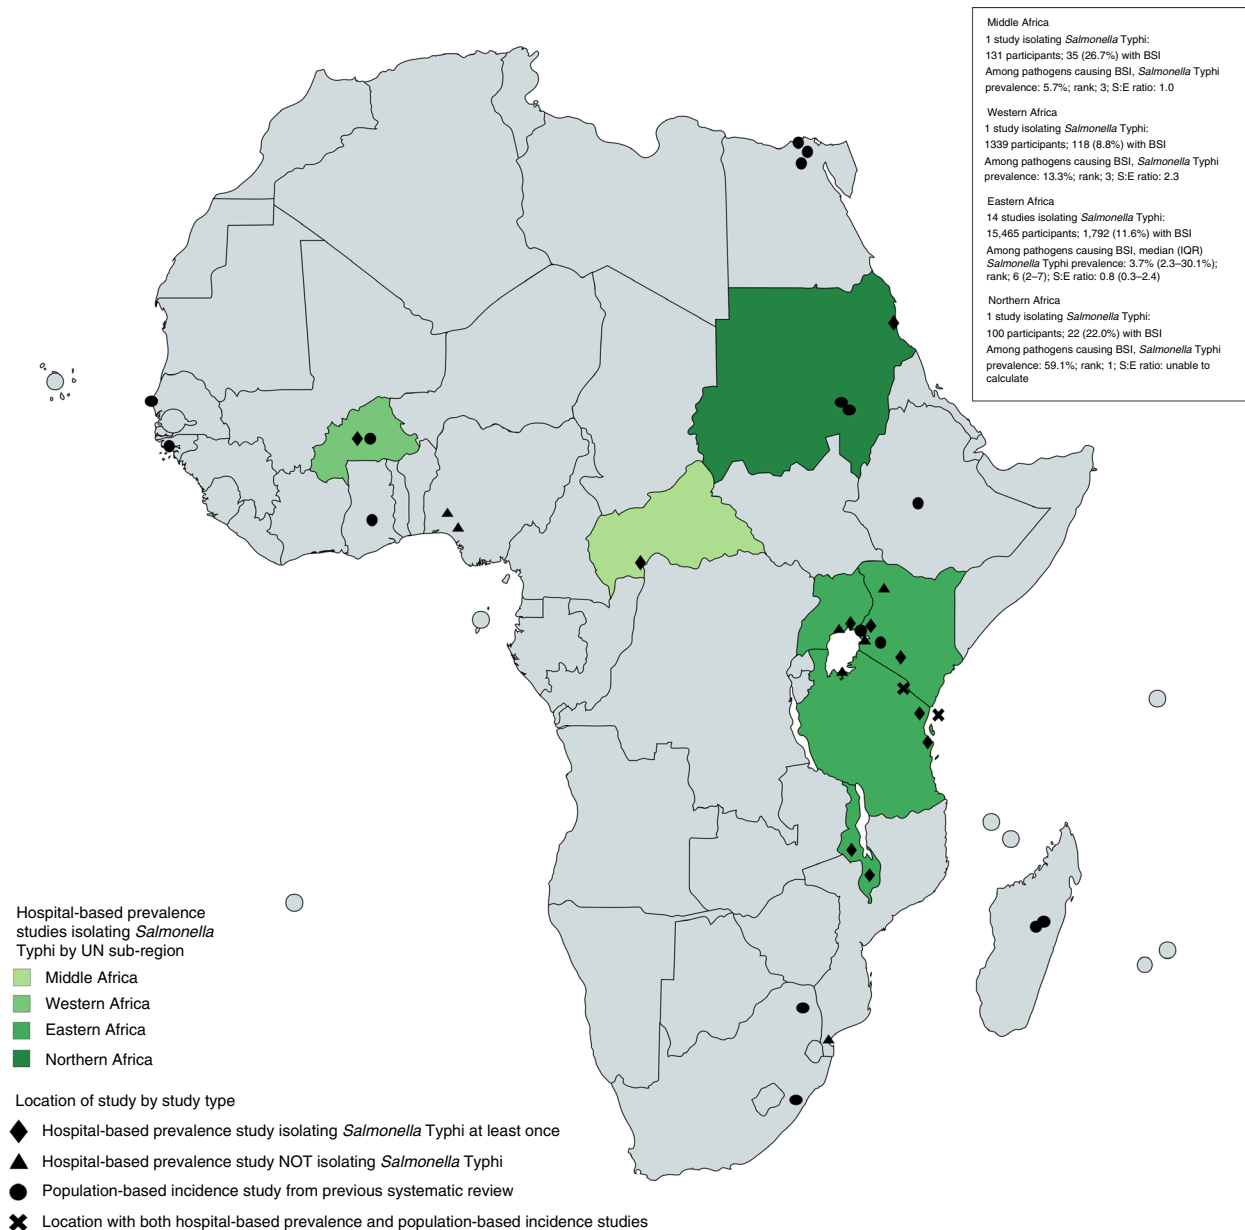 Middle Africa
1 study isolating Salmonella Typhi:
131 participants; 35 (26.7%) with BSI
Among pathogens causing BSI, Salmonella Typhi
prevalence: 5.7%; rank; 3; S:E ratio: 1.0
Western Africa
1 study isolating Salmonella Typhi:
1339 participants; 118 (8.8%) with BSI
Among pathogens causing BSI, Salmonella Typhi
prevalence: 13.3%; rank; 3; S:E ratio: 2.3
Eastern Africa
14 studies isolating Salmonella Typhi:
15,465 participants; 1,792 (11.6%) with BSI
Among pathogens causing BSI, median (IQR)
Salmonella Typhi prevalence: 3.7% (2.3–30.1%);
rank; 6 (2–7); S:E ratio: 0.8 (0.3–2.4)
Northern Africa
1 study isolating Salmonella Typhi:
100 participants; 22 (22.0%) with BSI
Among pathogens causing BSI, Salmonella Typhi
prevalence: 59.1%; rank; 1; S:E ratio: unable to
calculate
Hospital-based prevalence
studies isolating Salmonella
Typhi by UN sub-region
Middle Africa
Western Africa
Eastern Africa
Northern Africa
Location of study by study type
Hospital-based prevalence study isolating Salmonella Typhi at least once
Hospital-based prevalence study NOT isolating Salmonella Typhi
Population-based incidence study from previous systematic review
Location with both hospital-based prevalence and population-based incidence studies